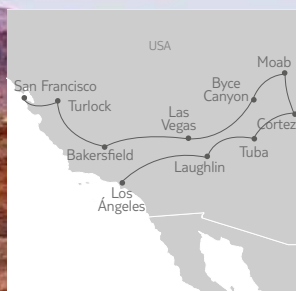 USA
Moab
Byce
Canyon
San Francisco
Turlock
Las
Vegas
Cortez
Bakersfield
Laughlin
Tuba
Los
Ángeles